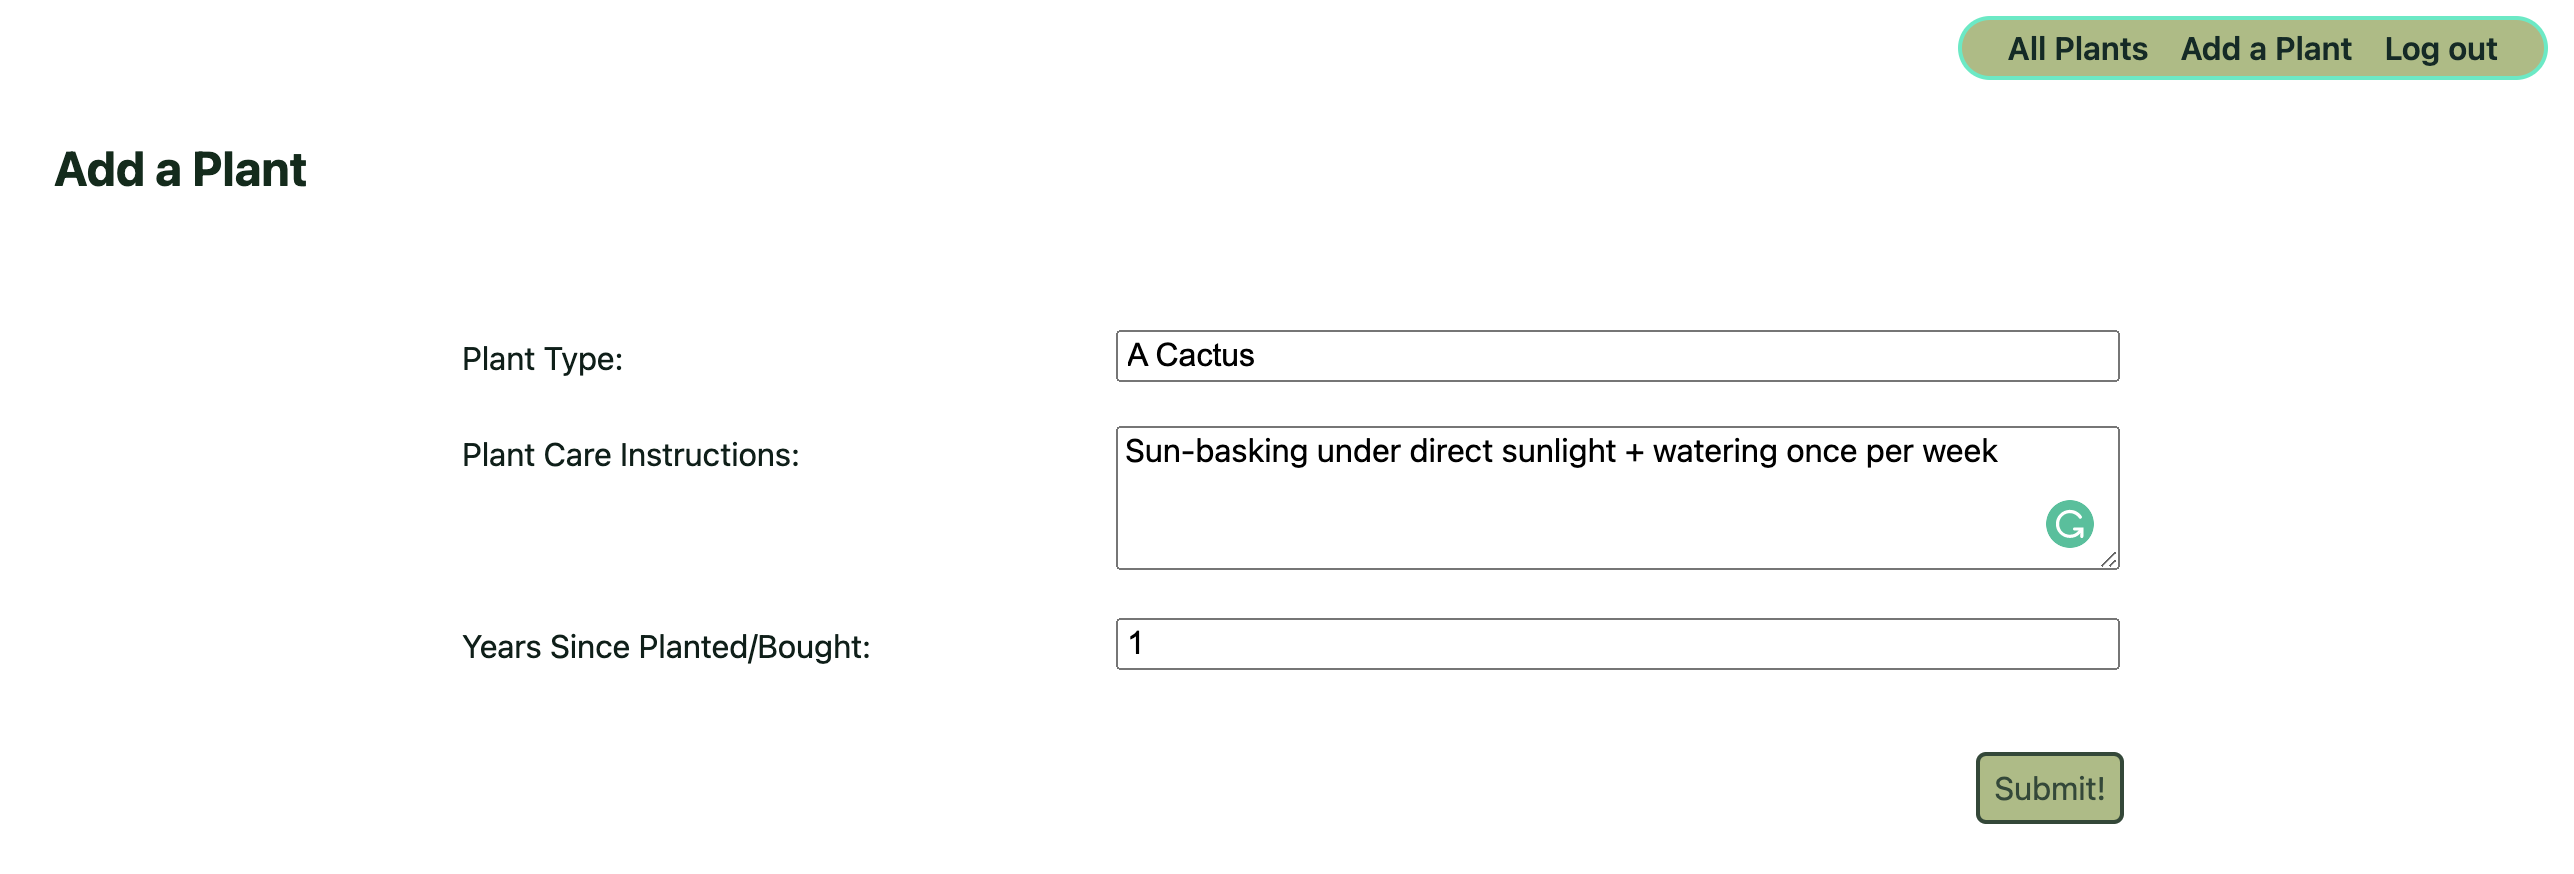 All Plants Add a Plant Log out
Add a Plant
Plant Type: A Cactus
Plant Care Instructions: Sun-basking under direct sunlight + watering once per week
Years Since Planted/Bought: 1
Submit!